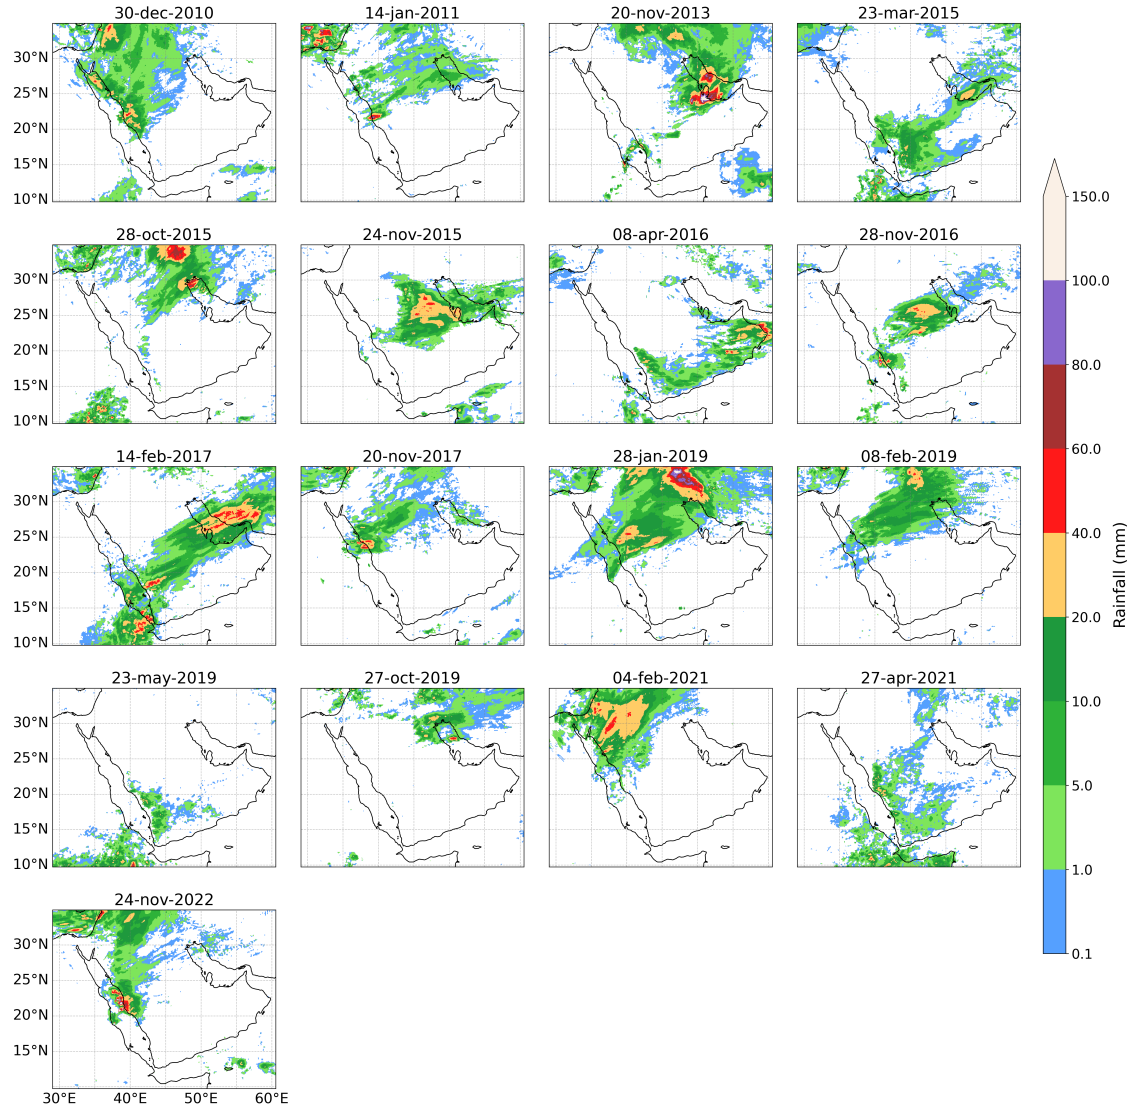 30-dec-2010 14-jan-2011 20-nov-2013 23-mar-2015
30°N
25°N
20°N
15°N
10°N
28-oct-2015 24-nov-2015 08-apr-2016 28-nov-2016
30°N
25°N
20°N
15°N
10°N
14-feb-2017 20-nov-2017 28-jan-2019 08-feb-2019
30°N
25°N
20°N
15°N
10°N
23-may-2019 27-oct-2019 04-feb-2021 27-apr-2021
30°N
25°N
20°N
15°N
10°N
24-nov-2022
30°N
25°N
20°N
15°N
30°E 40°E 50°E 60°E
150.0
100.0
80.0
60.0
40.0
20.0
10.0
5.0
1.0
0.1
Rainfall (mm)